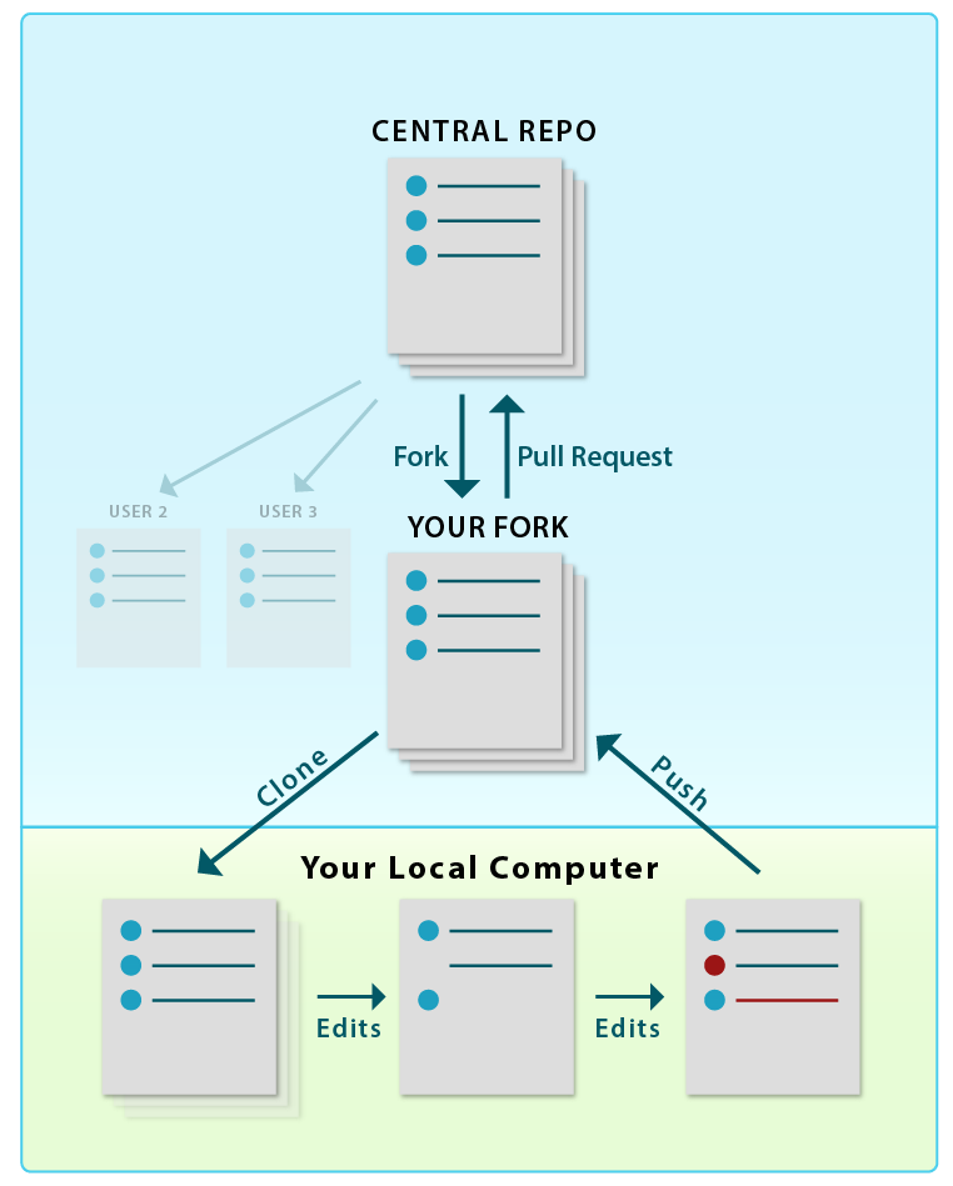 CENTRAL REPO
Fork
Pull Request
USER 2
USER 3
YOUR FORK
Clone
Push
Your Local Computer
Edits
Edits